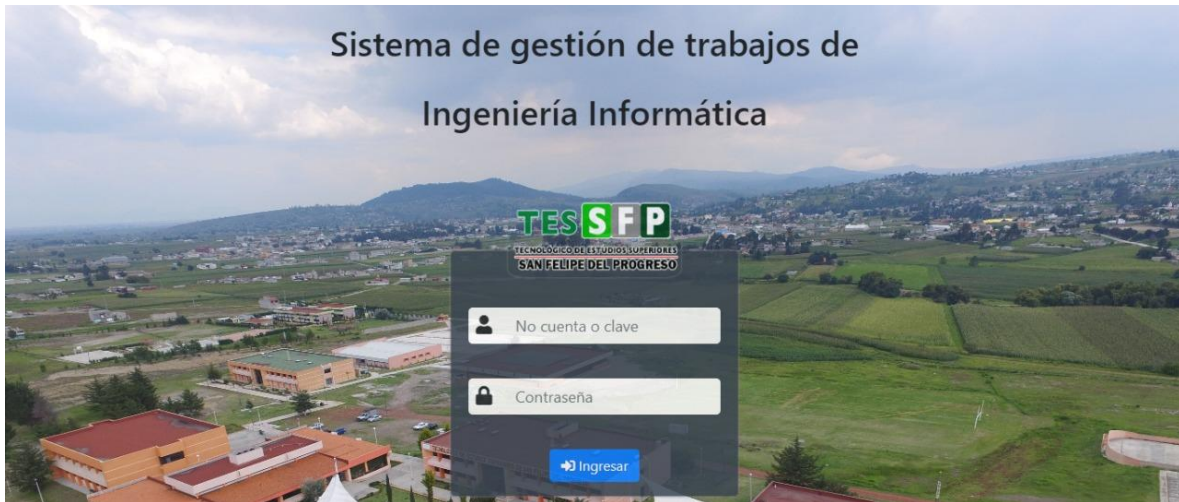 Sistema de gestión de trabajos de
Ingeniería Informática
TESSFP
TECNOLÓGICO DE ESTUDIOS SUPERIORES
SAN FELIPE DEL PROGRESO
No cuenta o clave
Contraseña
Ingresar